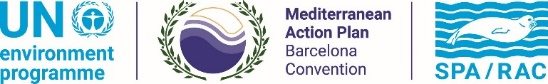 UN
environment
programme
Mediterranean
Action Plan
Barcelona
Convention
SPA/RAC